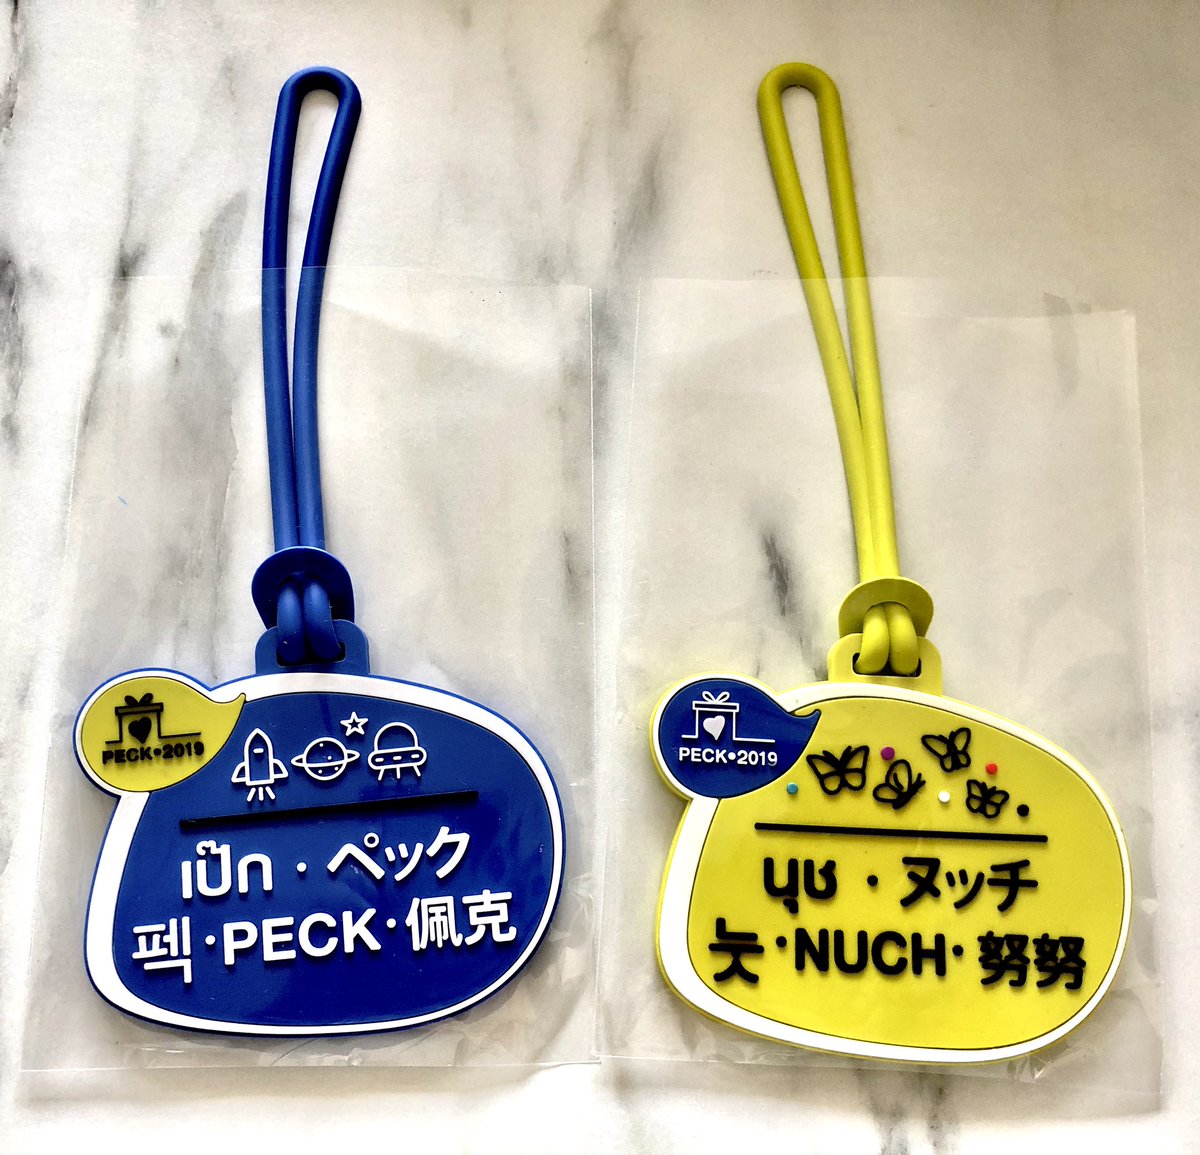 PECK•2019
เป๊ก · ペック
펙 · PECK · 佩克
PECK•2019
นุช · ヌッチ
눗 · NUCH · 努努